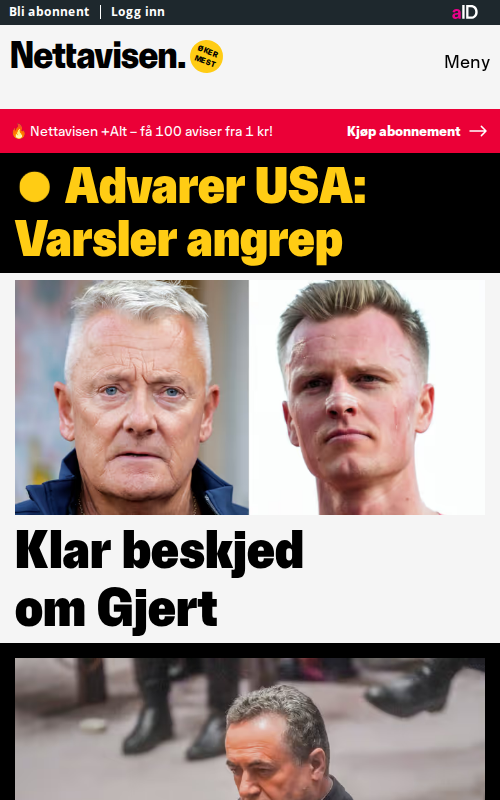 Bli abonnent | Logg inn
aID
Nettavisen.
ØKER
MEST
Meny
🔥 Nettavisen +Alt – få 100 aviser fra 1 kr!
Kjøp abonnement →
Advarer USA:
Varsler angrep
Klar beskjed
om Gjert